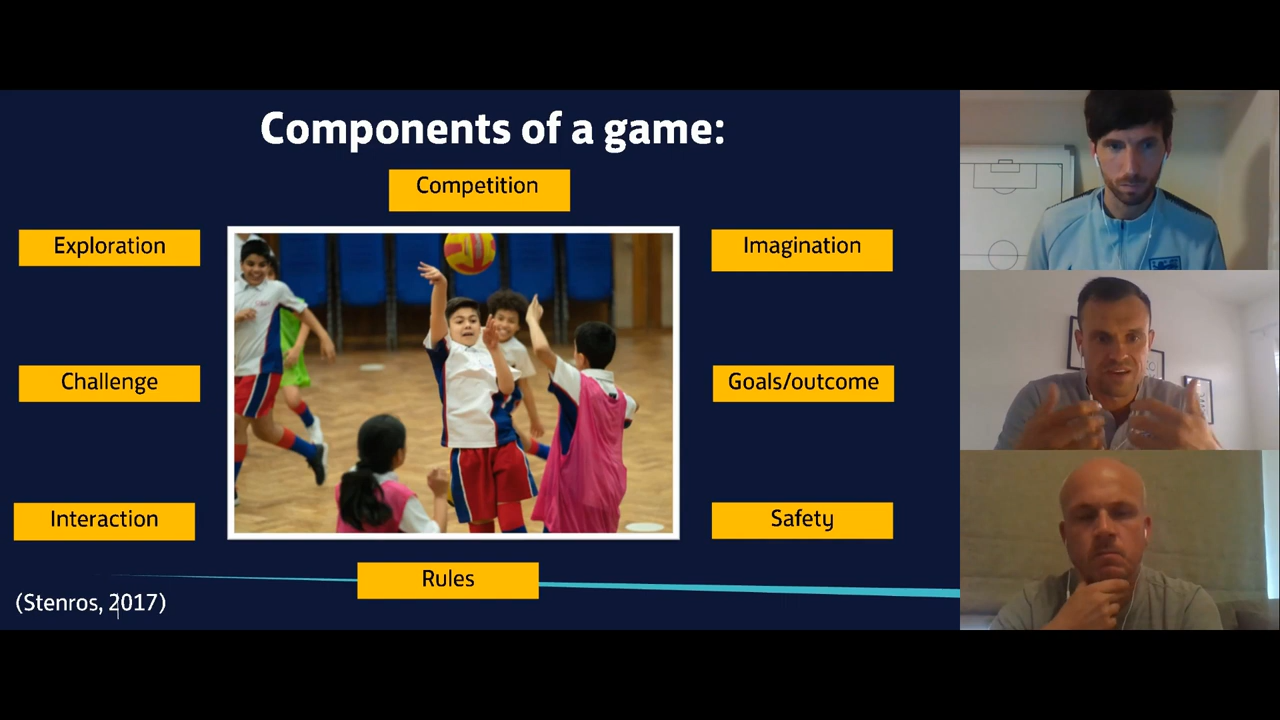 Components of a game:
Competition
Exploration
Imagination
Challenge
Goals/outcome
Interaction
Safety
Rules
(Stenros, 2017)